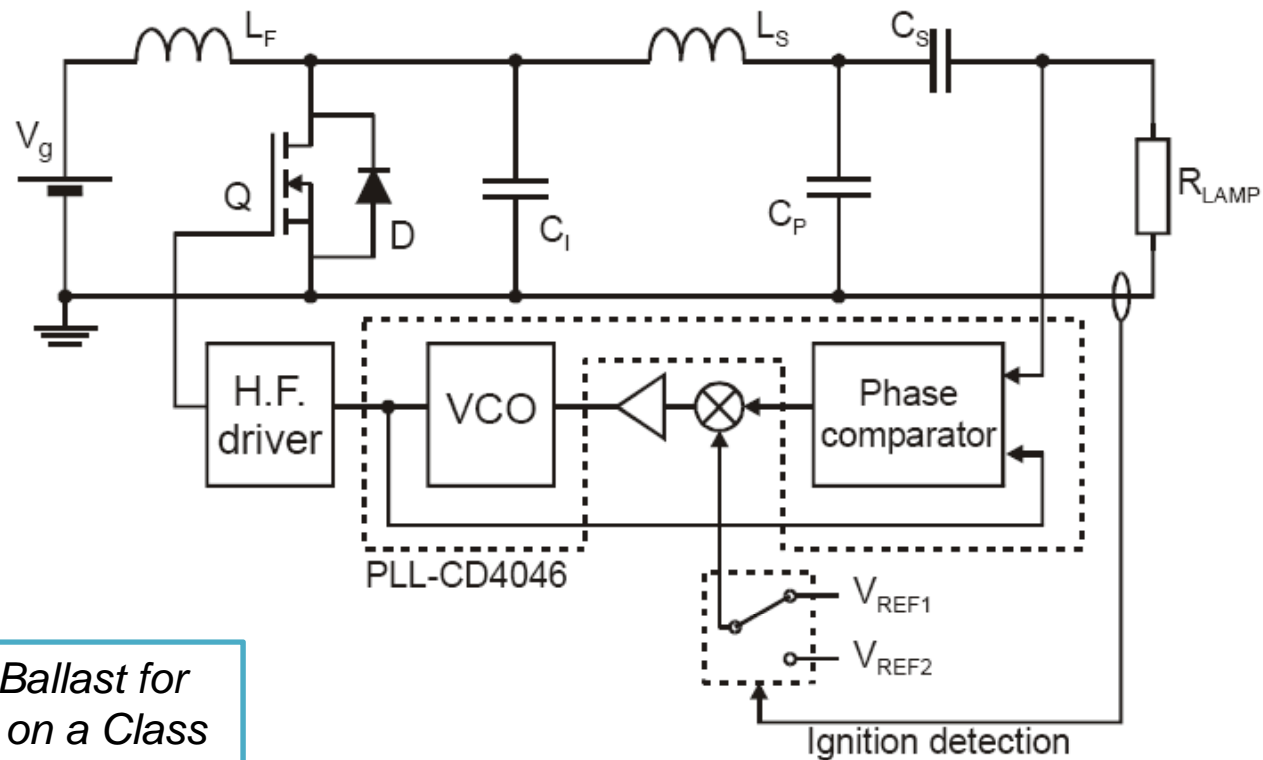 L_F
L_S
C_S
V_g
Q
D
C_I
C_P
R_LAMP
H.F.
driver
VCO
Phase
comparator
PLL-CD4046
V_REF1
V_REF2
Ballast for
on a Class
Ignition detection